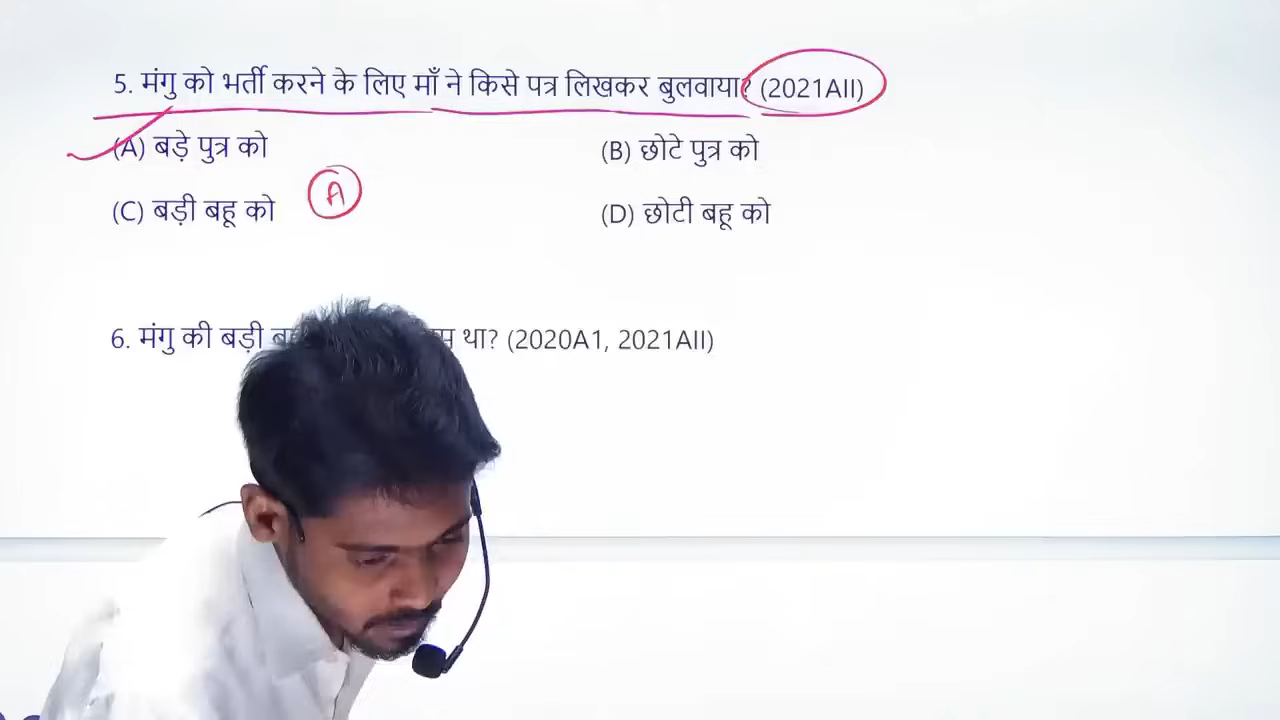 5. मंगु को भर्ती करने के लिए माँ ने किसे पत्र लिखकर बुलवाया? (2021AII)
(A) बड़े पुत्र को (B) छोटे पुत्र को
(C) बड़ी बहू को (D) छोटी बहू को
A
6. मंगु की बड़ी था? (2020A1, 2021AII)